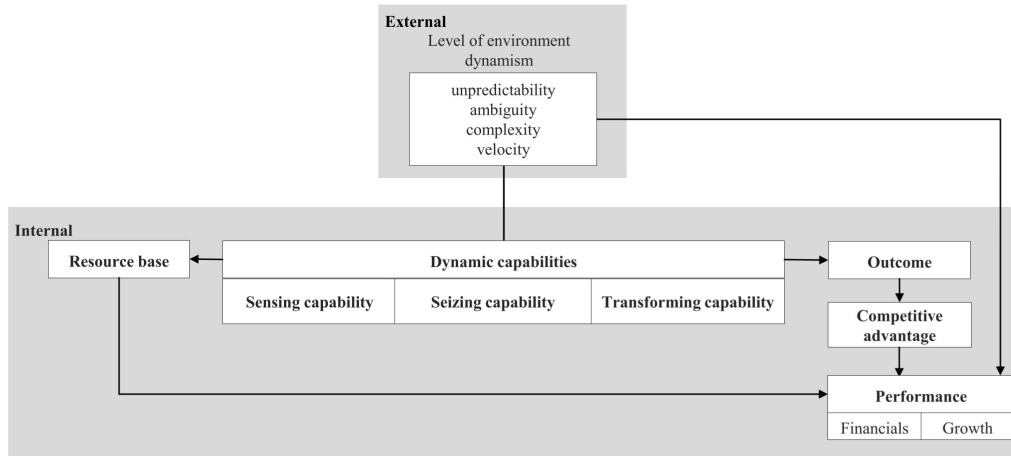 External
Level of environment
dynamism
unpredictability
ambiguity
complexity
velocity
Internal
Resource base
Dynamic capabilities
Outcome
Sensing capability
Seizing capability
Transforming capability
Competitive
advantage
Performance
Financials
Growth